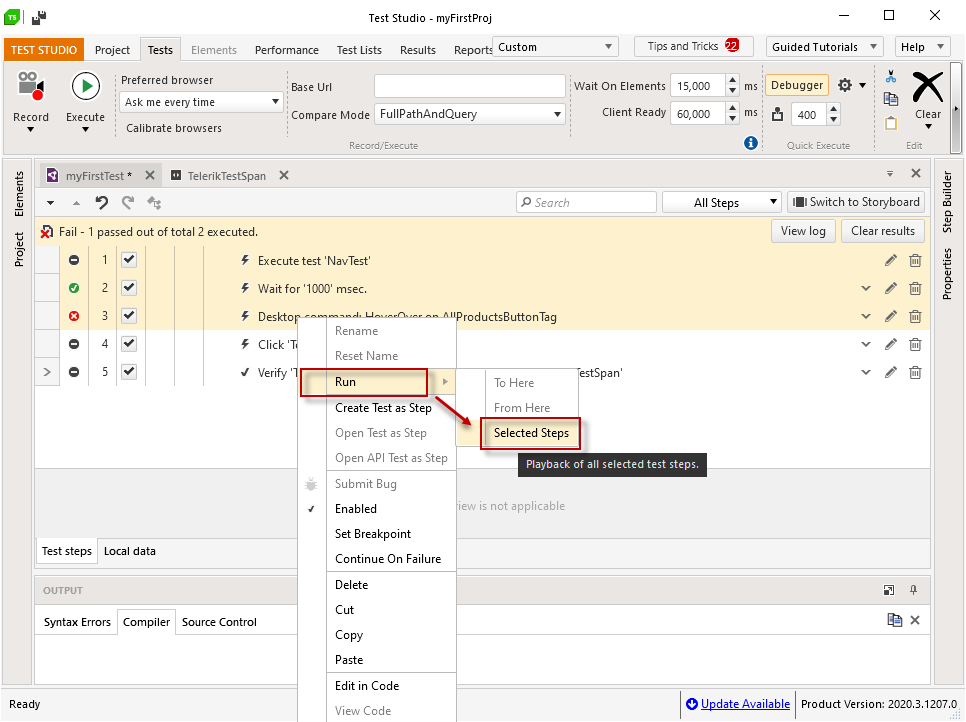 TS
Test Studio - myFirstProj
TEST STUDIO Project Tests Elements Performance Test Lists Results Reports Custom Tips and Tricks 22 Guided Tutorials Help
Record
Execute
Preferred browser
Ask me every time
Calibrate browsers
Base Url
Compare Mode FullPathAndQuery
Record/Execute
Wait On Elements 15,000 ms
Client Ready 60,000 ms
Debugger
400
Quick Execute
Clear
Edit
Elements
Project
myFirstTest *
TelerikTestSpan
Search
All Steps
Switch to Storyboard
Fail - 1 passed out of total 2 executed.
View log
Clear results
1 Execute test 'NavTest'
2 Wait for '1000' msec.
3 Desktop command: HoverOver on AllProductsButtonTag
4 Click 'Te
5 Verify 'T
TestSpan'
Rename
Reset Name
Run
Create Test as Step
Open Test as Step
Open API Test as Step
Submit Bug
Enabled
Set Breakpoint
Continue On Failure
Delete
Cut
Copy
Paste
Edit in Code
View Code
To Here
From Here
Selected Steps
Playback of all selected test steps.
view is not applicable
Test steps Local data
OUTPUT
Syntax Errors Compiler Source Control
Step Builder
Properties
Ready
Update Available
Product Version: 2020.3.1207.0